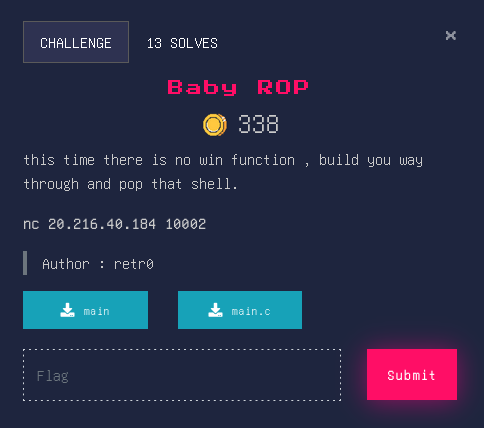 CHALLENGE
13 SOLVES
×
Baby ROP
338
this time there is no win function , build you way
through and pop that shell.
nc 20.216.40.184 10002
Author : retr0
main
main.c
Flag
Submit